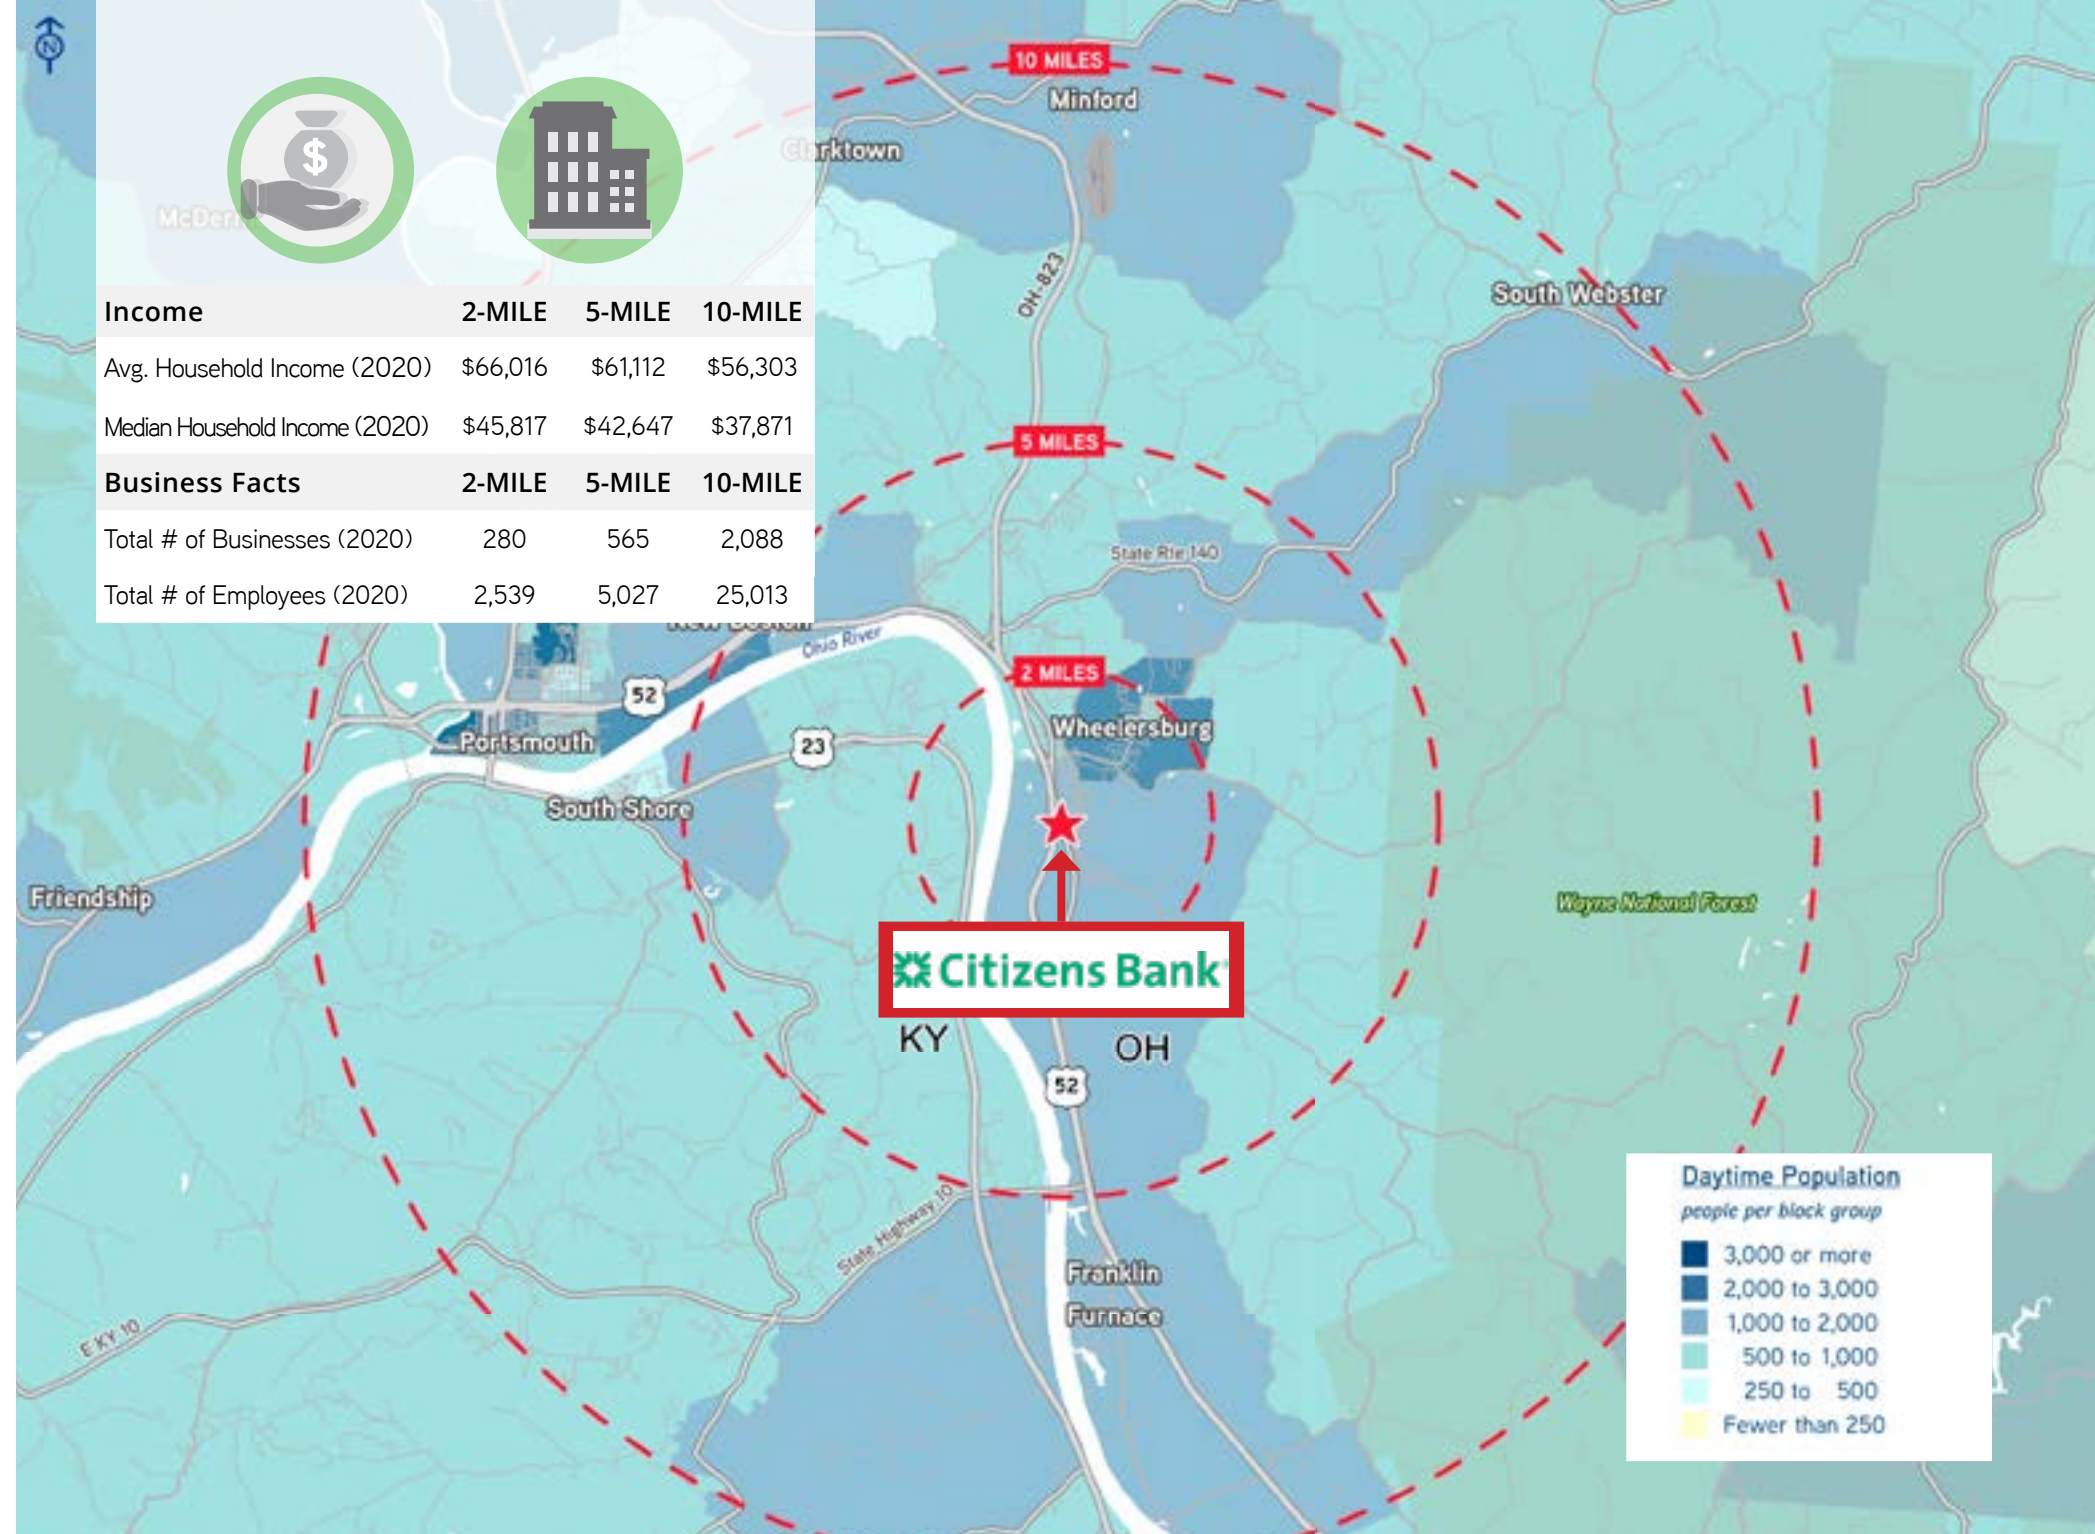 N
10 MILES
Minford
Clarktown
$
OH-823
South Webster
Income 2-MILE 5-MILE 10-MILE
Avg. Household Income (2020) $66,016 $61,112 $56,303
Median Household Income (2020) $45,817 $42,647 $37,871
Business Facts 2-MILE 5-MILE 10-MILE
Total # of Businesses (2020) 280 565 2,088
Total # of Employees (2020) 2,539 5,027 25,013
5 MILES
State Rte 140
New Boston
Ohio River
2 MILES
52
Wheelersburg
Portsmouth
23
South Shore
Friendship
Wayne National Forest
Citizens Bank
KY
OH
52
State Highway 10
Franklin
Furnace
E KY 10
Daytime Population
people per block group
3,000 or more
2,000 to 3,000
1,000 to 2,000
500 to 1,000
250 to 500
Fewer than 250